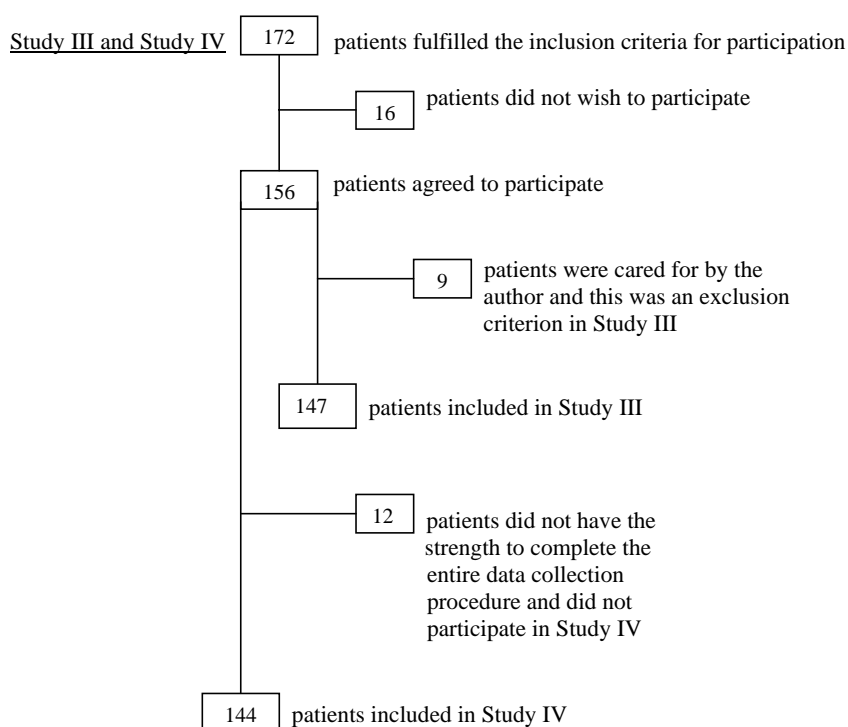 Study III and Study IV 172 patients fulfilled the inclusion criteria for participation
16 patients did not wish to participate
156 patients agreed to participate
9 patients were cared for by the
author and this was an exclusion
criterion in Study III
147 patients included in Study III
12 patients did not have the
strength to complete the
entire data collection
procedure and did not
participate in Study IV
144 patients included in Study IV